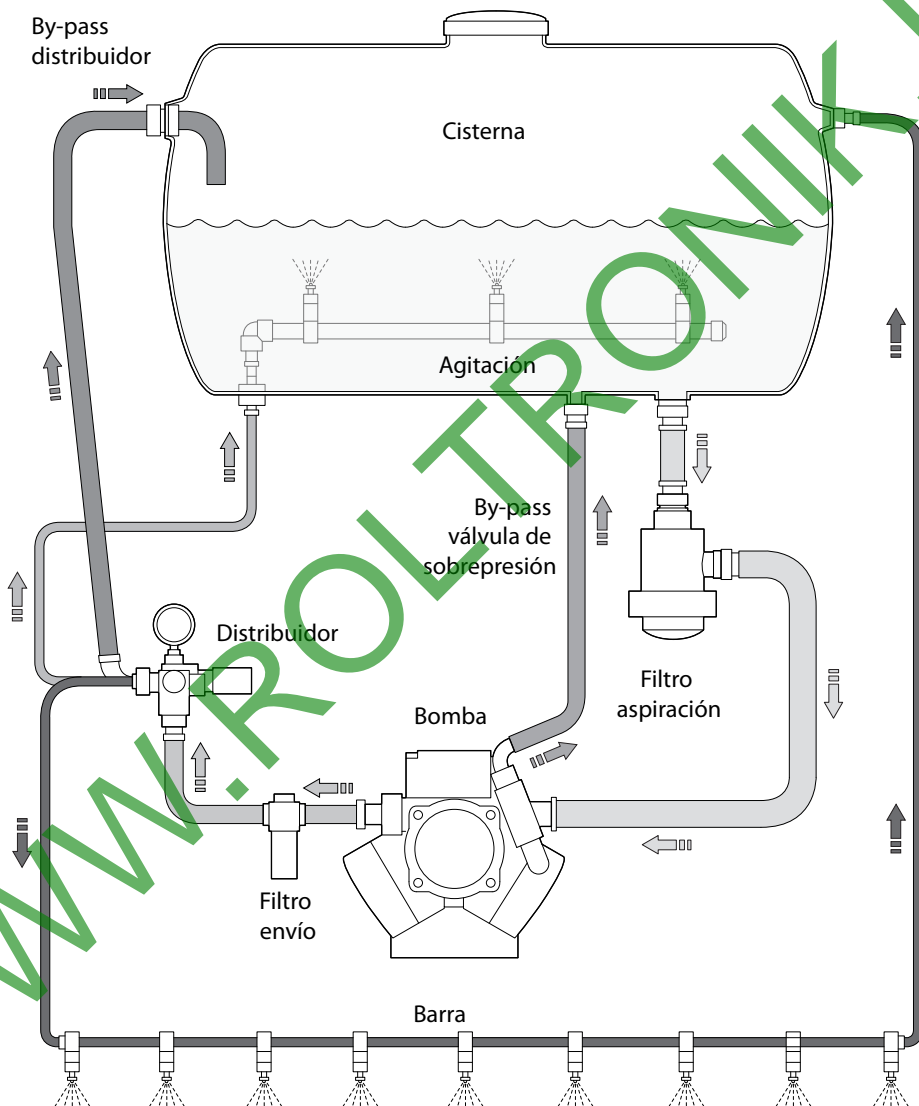 By-pass
distribuidor
Cisterna
Agitación
By-pass
válvula de
sobrepresión
Distribuidor
Filtro
aspiración
Bomba
Filtro
envío
Barra
WWW.ROLTRONIK.